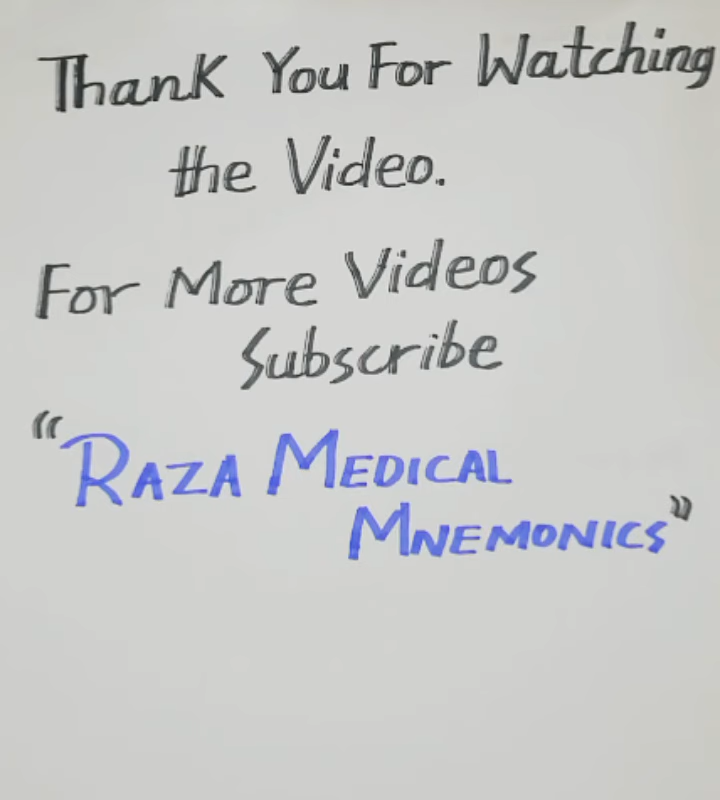 Thank You For Watching
the Video.
For More Videos
Subscribe
"RAZA MEDICAL
MNEMONICS"